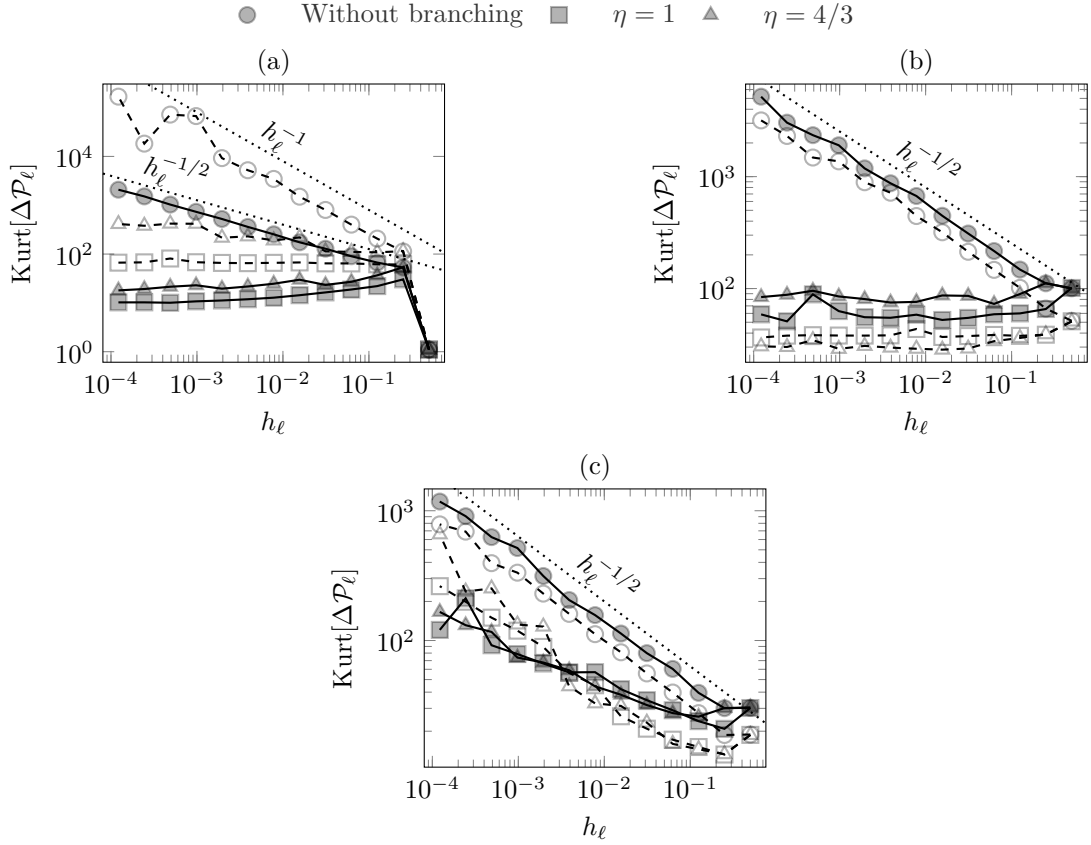 Without branching η = 1 η = 4/3
(a)
Kurt[Δ𝒫_ℓ]
10^4
10^2
10^0
h_ℓ^{-1}
h_ℓ^{-1/2}
10^{-4} 10^{-3} 10^{-2} 10^{-1}
h_ℓ
(b)
Kurt[Δ𝒫_ℓ]
10^3
10^2
h_ℓ^{-1/2}
10^{-4} 10^{-3} 10^{-2} 10^{-1}
h_ℓ
(c)
Kurt[Δ𝒫_ℓ]
10^3
10^2
h_ℓ^{-1/2}
10^{-4} 10^{-3} 10^{-2} 10^{-1}
h_ℓ